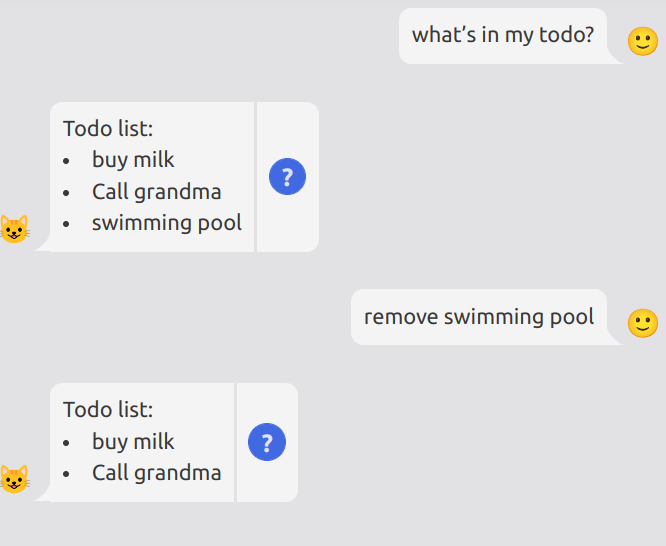 what’s in my todo?
Todo list:
• buy milk
• Call grandma
• swimming pool
?
remove swimming pool
Todo list:
• buy milk
• Call grandma
?